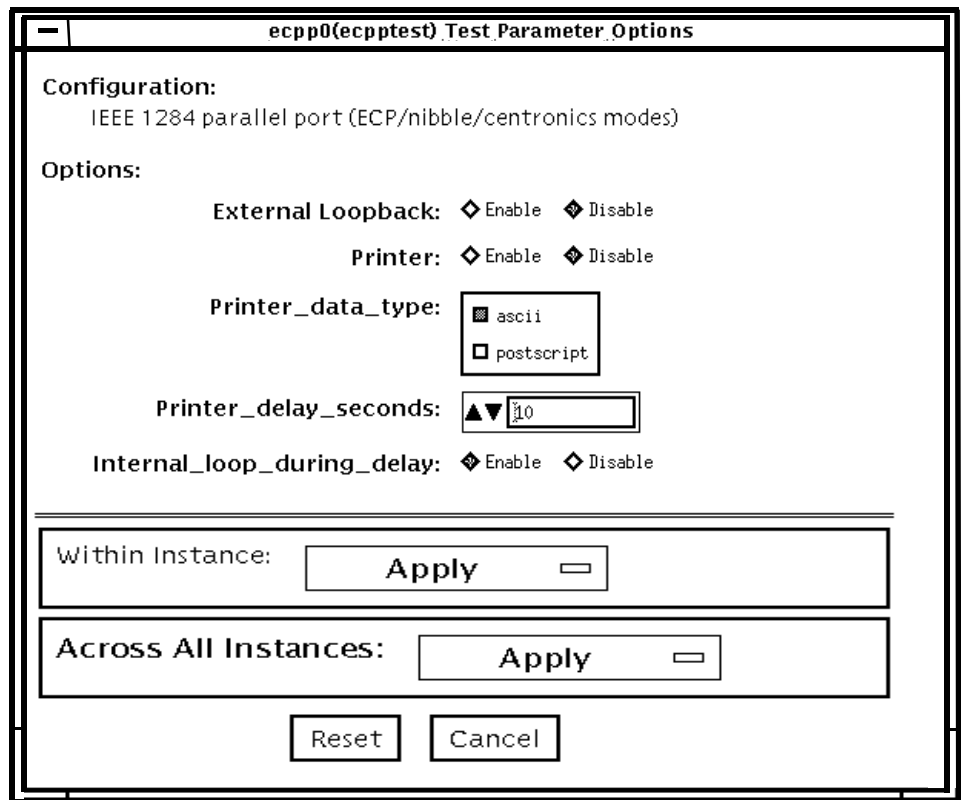 ecpp0(ecpptest) Test Parameter Options
Configuration:
IEEE 1284 parallel port (ECP/nibble/centronics modes)
Options:
External Loopback: Enable Disable
Printer: Enable Disable
Printer_data_type: ascii
postscript
Printer_delay_seconds: 10
Internal_loop_during_delay: Enable Disable
Within Instance: Apply
Across All Instances: Apply
Reset Cancel